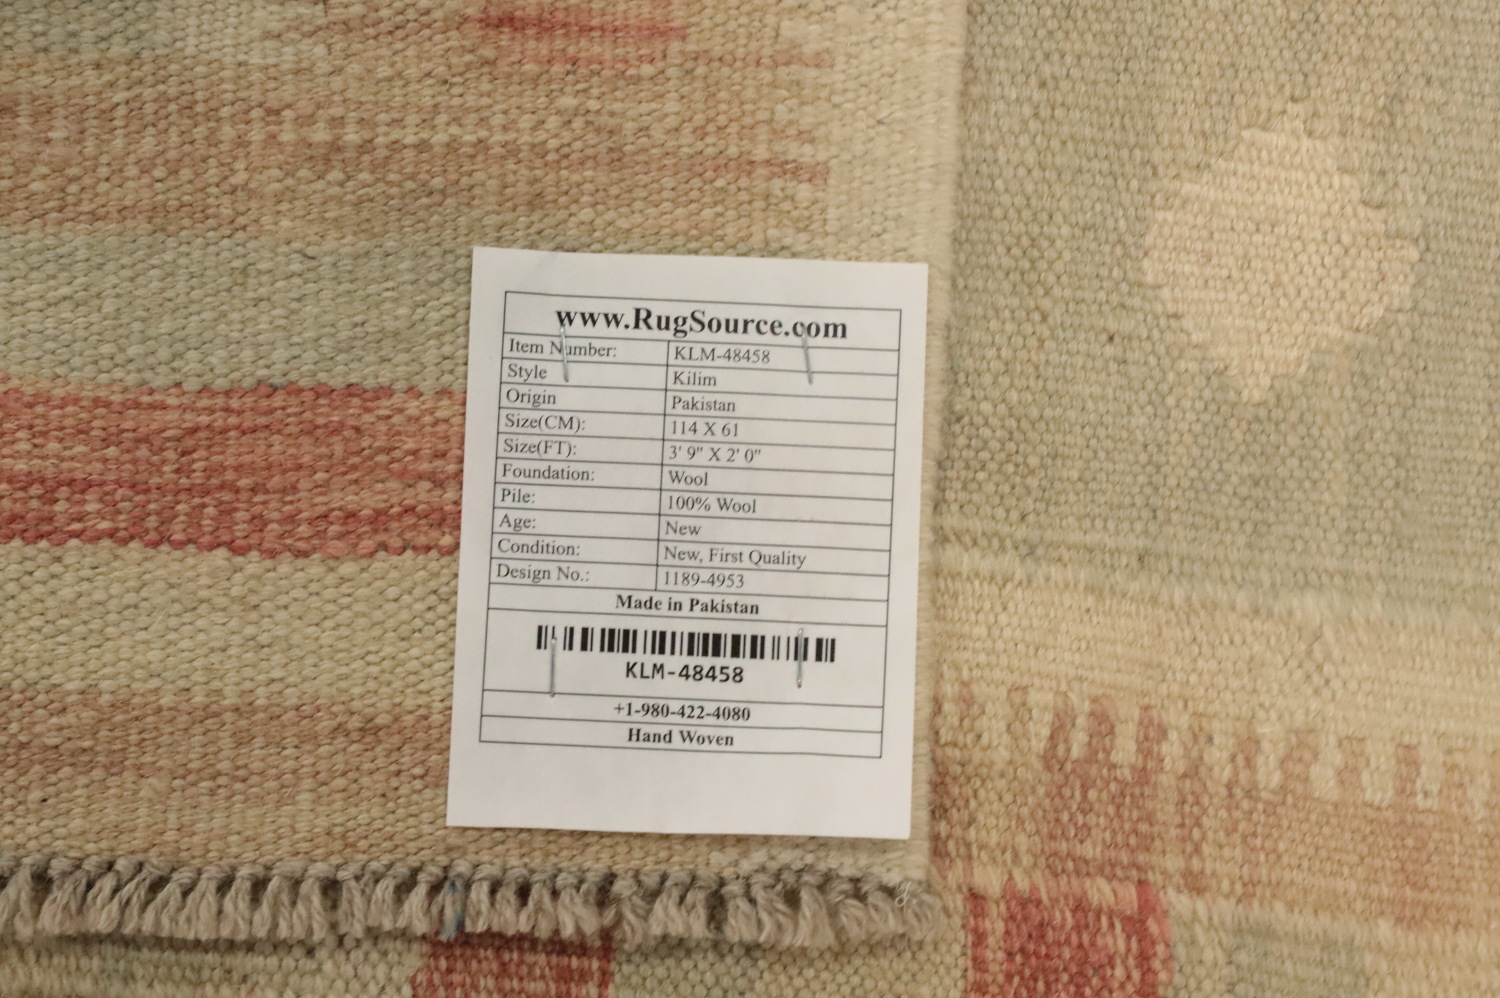 www.RugSource.com
Item Number: KLM-48458
Style Kilim
Origin Pakistan
Size(CM): 114 X 61
Size(FT): 3' 9" X 2' 0"
Foundation: Wool
Pile: 100% Wool
Age: New
Condition: New, First Quality
Design No.: 1189-4953
Made in Pakistan
KLM-48458
+1-980-422-4080
Hand Woven